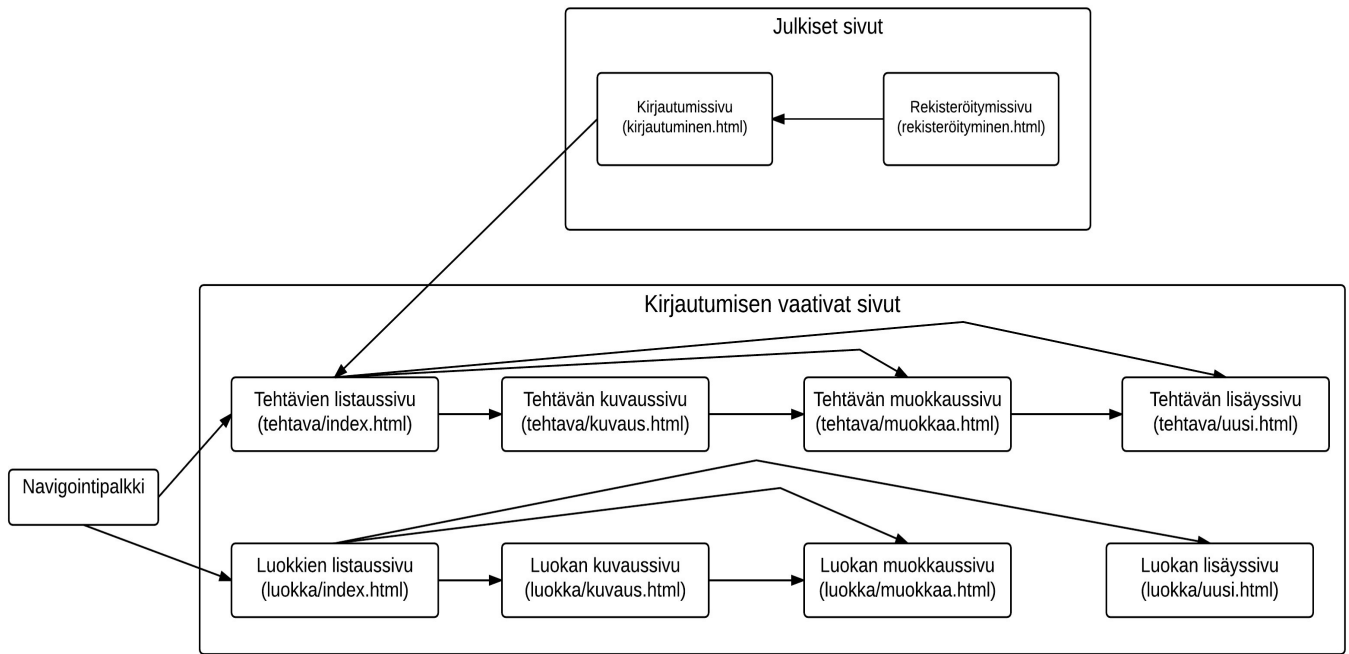 Julkiset sivut
Kirjautumissivu
(kirjautuminen.html)
Rekisteröitymissivu
(rekisteröityminen.html)
Kirjautumisen vaativat sivut
Tehtävien listaussivu
(tehtava/index.html)
Tehtävän kuvaussivu
(tehtava/kuvaus.html)
Tehtävän muokkaussivu
(tehtava/muokkaa.html)
Tehtävän lisäyssivu
(tehtava/uusi.html)
Navigointipalkki
Luokkien listaussivu
(luokka/index.html)
Luokan kuvaussivu
(luokka/kuvaus.html)
Luokan muokkaussivu
(luokka/muokkaa.html)
Luokan lisäyssivu
(luokka/uusi.html)